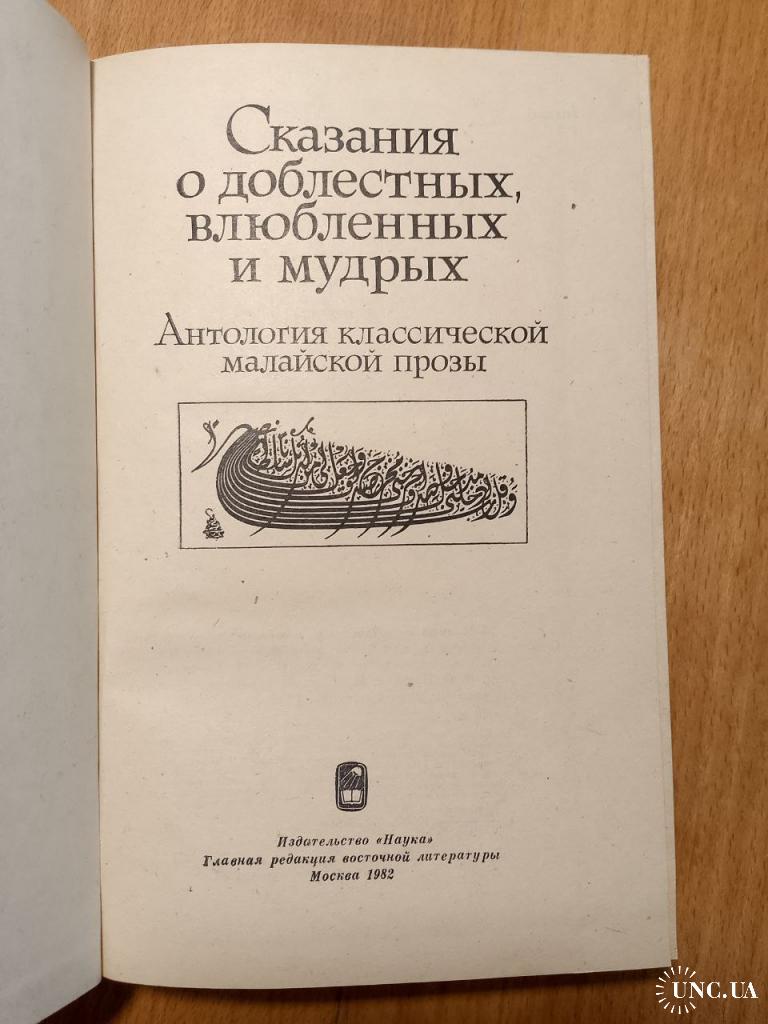 Сказания
о доблестных,
влюбленных
и мудрых
Антология классической
малайской прозы
Издательство «Наука»
Главная редакция восточной литературы
Москва 1982
UNC.UA